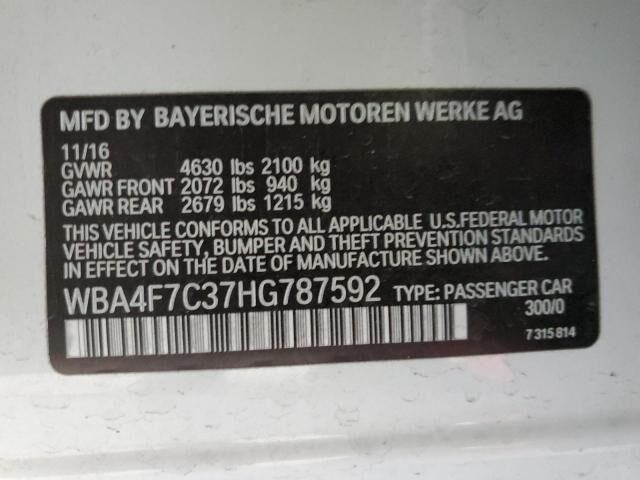 MFD BY BAYERISCHE MOTOREN WERKE AG
11/16
GVWR 4630 lbs 2100 kg
GAWR FRONT 2072 lbs 940 kg
GAWR REAR 2679 lbs 1215 kg
THIS VEHICLE CONFORMS TO ALL APPLICABLE U.S.FEDERAL MOTOR
VEHICLE SAFETY, BUMPER AND THEFT PREVENTION STANDARDS
IN EFFECT ON THE DATE OF MANUFACTURE SHOWN ABOVE.
WBA4F7C37HG787592 TYPE: PASSENGER CAR
300/0
7 315 814